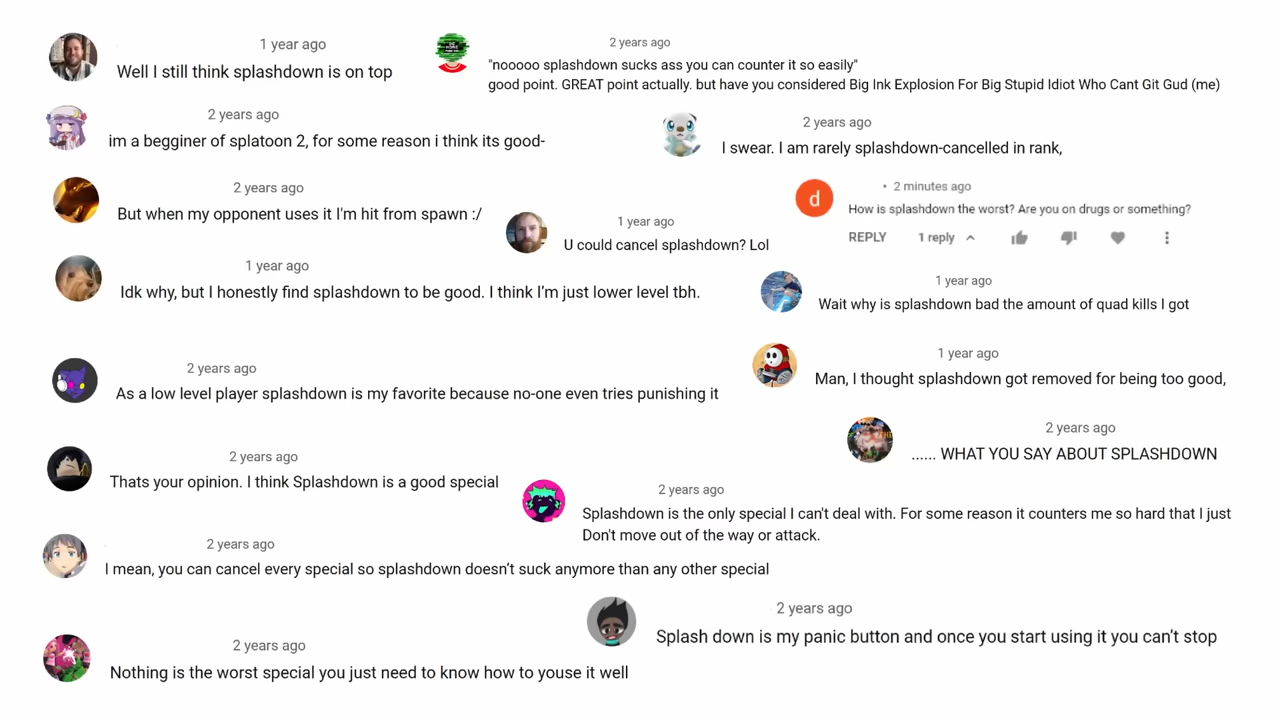 1 year ago
Well I still think splashdown is on top
2 years ago
"nooooo splashdown sucks ass you can counter it so easily"
good point. GREAT point actually. but have you considered Big Ink Explosion For Big Stupid Idiot Who Cant Git Gud (me)
2 years ago
im a begginer of splatoon 2, for some reason i think its good-
2 years ago
I swear. I am rarely splashdown-cancelled in rank,
2 years ago
But when my opponent uses it I'm hit from spawn :/
d
• 2 minutes ago
How is splashdown the worst? Are you on drugs or something?
REPLY 1 reply
1 year ago
U could cancel splashdown? Lol
1 year ago
Idk why, but I honestly find splashdown to be good. I think I’m just lower level tbh.
1 year ago
Wait why is splashdown bad the amount of quad kills I got
2 years ago
As a low level player splashdown is my favorite because no-one even tries punishing it
1 year ago
Man, I thought splashdown got removed for being too good,
2 years ago
...... WHAT YOU SAY ABOUT SPLASHDOWN
2 years ago
Thats your opinion. I think Splashdown is a good special
2 years ago
Splashdown is the only special I can't deal with. For some reason it counters me so hard that I just
Don't move out of the way or attack.
2 years ago
I mean, you can cancel every special so splashdown doesn’t suck anymore than any other special
2 years ago
Splash down is my panic button and once you start using it you can’t stop
2 years ago
Nothing is the worst special you just need to know how to youse it well